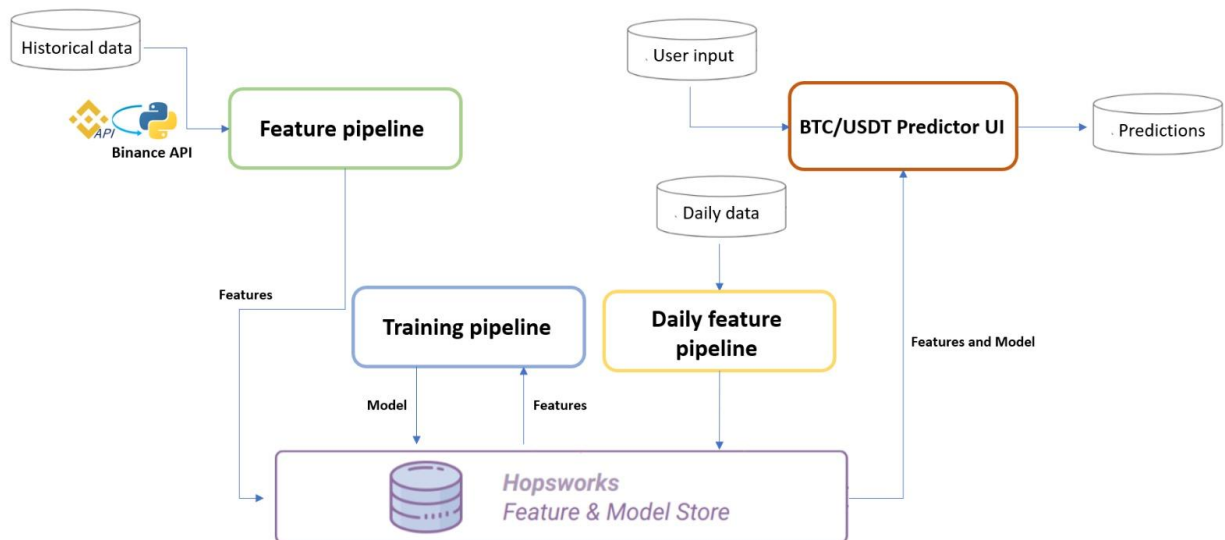 Historical data
API
Binance API
Feature pipeline
User input
BTC/USDT Predictor UI
Predictions
Daily data
Features
Training pipeline
Daily feature
pipeline
Features and Model
Model
Features
Hopsworks
Feature & Model Store